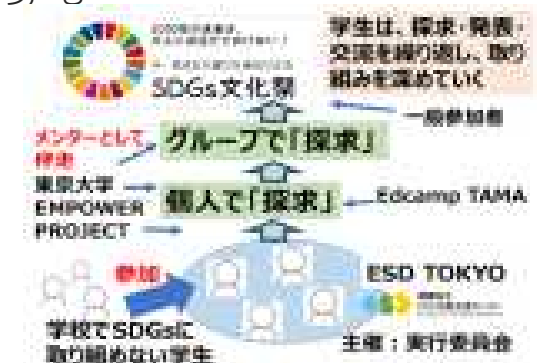 SDGs文化祭
学生は、探求・発表・
交流を繰り返し、取り
組みを深めていく
一般参加者
メンターとして
伴走
グループで「探求」
東京大学
EMPOWER
PROJECT
個人で「探求」
Edcamp TAMA
参加
ESD TOKYO
学校でSDGsに
取り組めない学生
主催：実行委員会